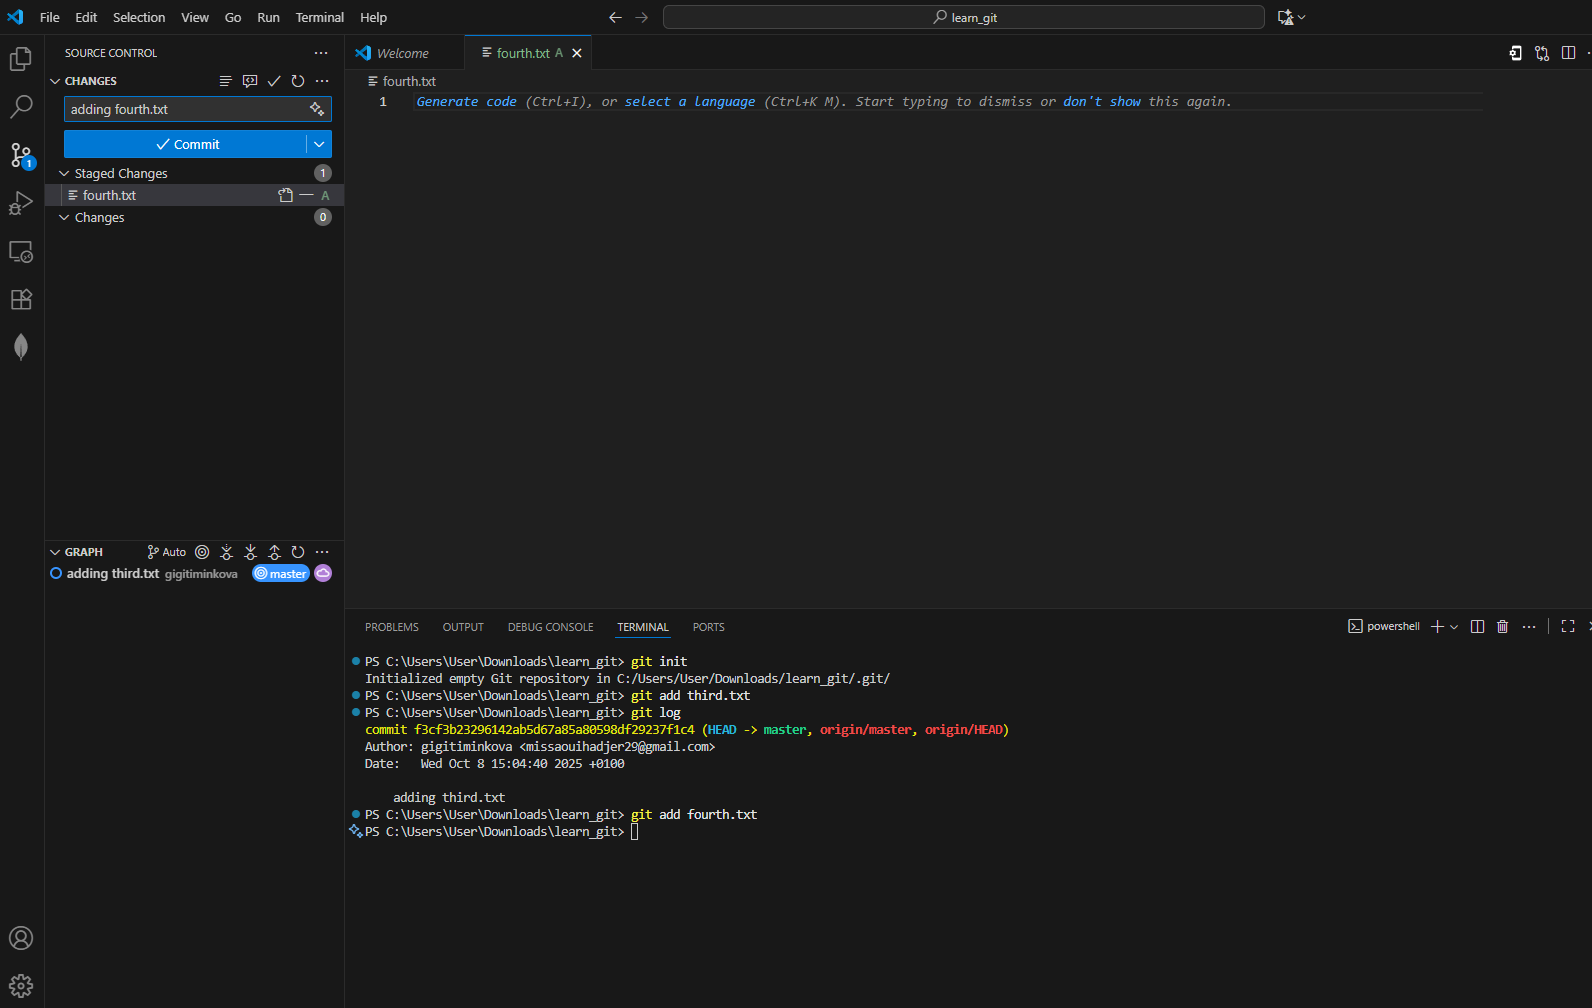 File Edit Selection View Go Run Terminal Help
learn_git
SOURCE CONTROL
CHANGES
adding fourth.txt
Commit
Staged Changes 1
fourth.txt A
Changes 0
1
GRAPH Auto
adding third.txt gigitiminkova master
Welcome
fourth.txt A
fourth.txt
1 Generate code (Ctrl+I), or select a language (Ctrl+K M). Start typing to dismiss or don't show this again.
PROBLEMS OUTPUT DEBUG CONSOLE TERMINAL PORTS
powershell
PS C:\Users\User\Downloads\learn_git> git init
Initialized empty Git repository in C:/Users/User/Downloads/learn_git/.git/
PS C:\Users\User\Downloads\learn_git> git add third.txt
PS C:\Users\User\Downloads\learn_git> git log
commit f3cf3b23296142ab5d67a85a80598df29237f1c4 (HEAD -> master, origin/master, origin/HEAD)
Author: gigitiminkova <missaouihadjer29@gmail.com>
Date:   Wed Oct 8 15:04:40 2025 +0100
adding third.txt
PS C:\Users\User\Downloads\learn_git> git add fourth.txt
PS C:\Users\User\Downloads\learn_git>